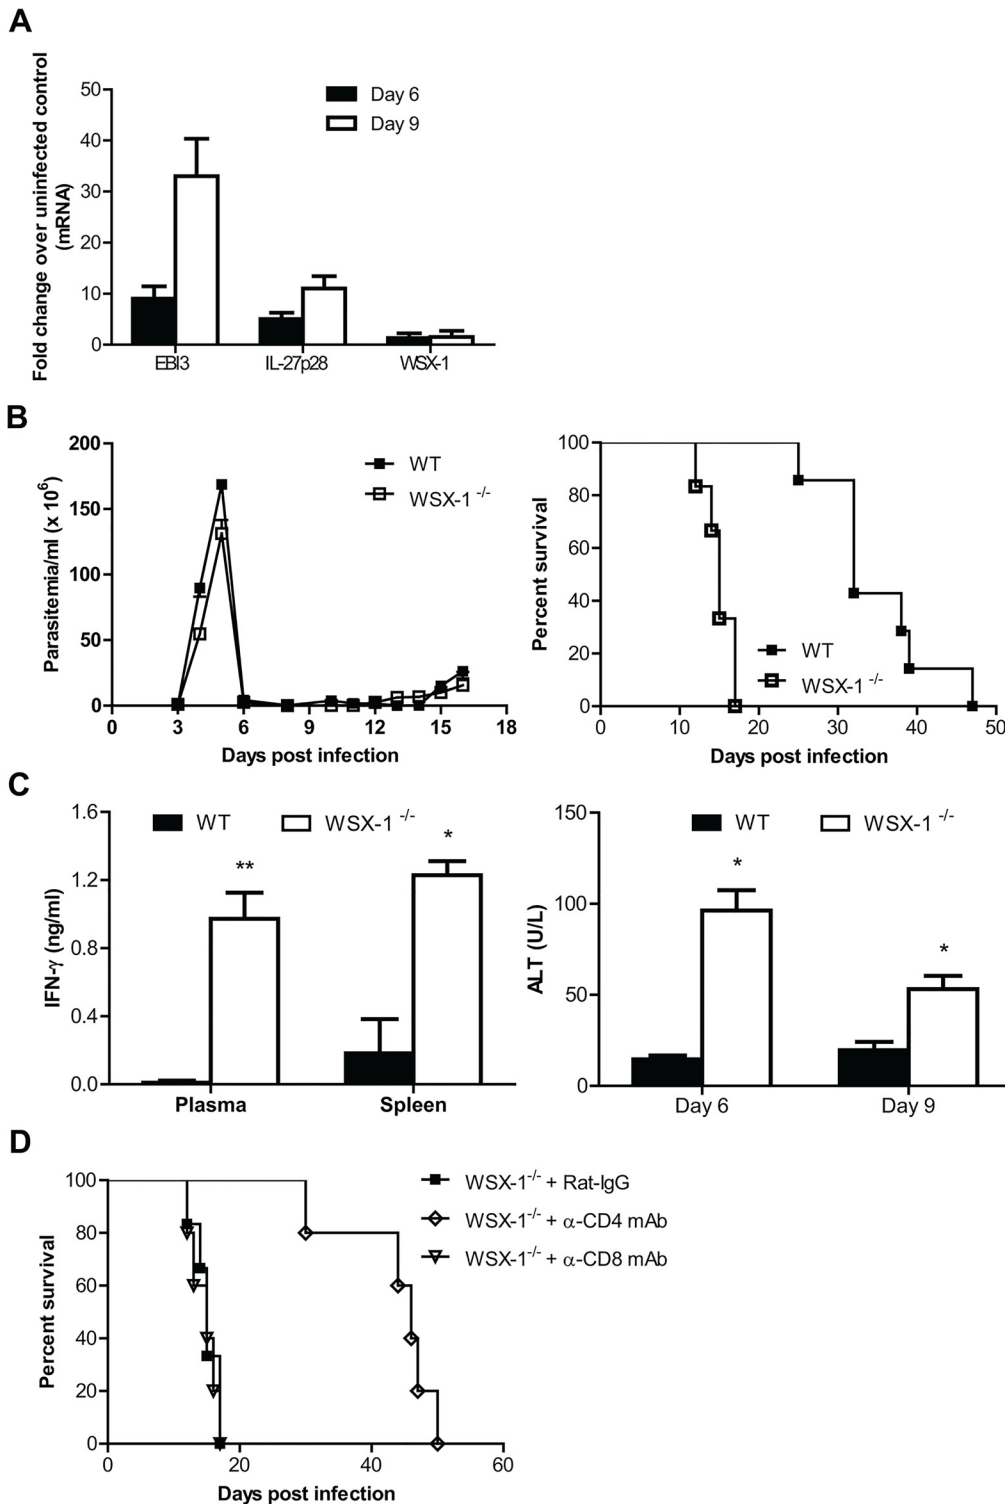 A
Fold change over uninfected control
(mRNA)
50
40
30
20
10
0
Day 6
Day 9
EBI3
IL-27p28
WSX-1
B
Parasitemia/ml (x 10⁶)
200
150
100
50
0
WT
WSX-1 -/-
0
3
6
9
12
15
18
Days post infection
Percent survival
100
80
60
40
20
0
WT
WSX-1 -/-
0
10
20
30
40
50
Days post infection
C
IFN-γ (ng/ml)
1.6
1.2
0.8
0.4
0.0
WT
WSX-1 -/-
**
*
Plasma
Spleen
ALT (U/L)
150
100
50
0
WT
WSX-1 -/-
*
*
Day 6
Day 9
D
Percent survival
100
80
60
40
20
0
WSX-1-/- + Rat-IgG
WSX-1-/- + α-CD4 mAb
WSX-1-/- + α-CD8 mAb
0
20
40
60
Days post infection